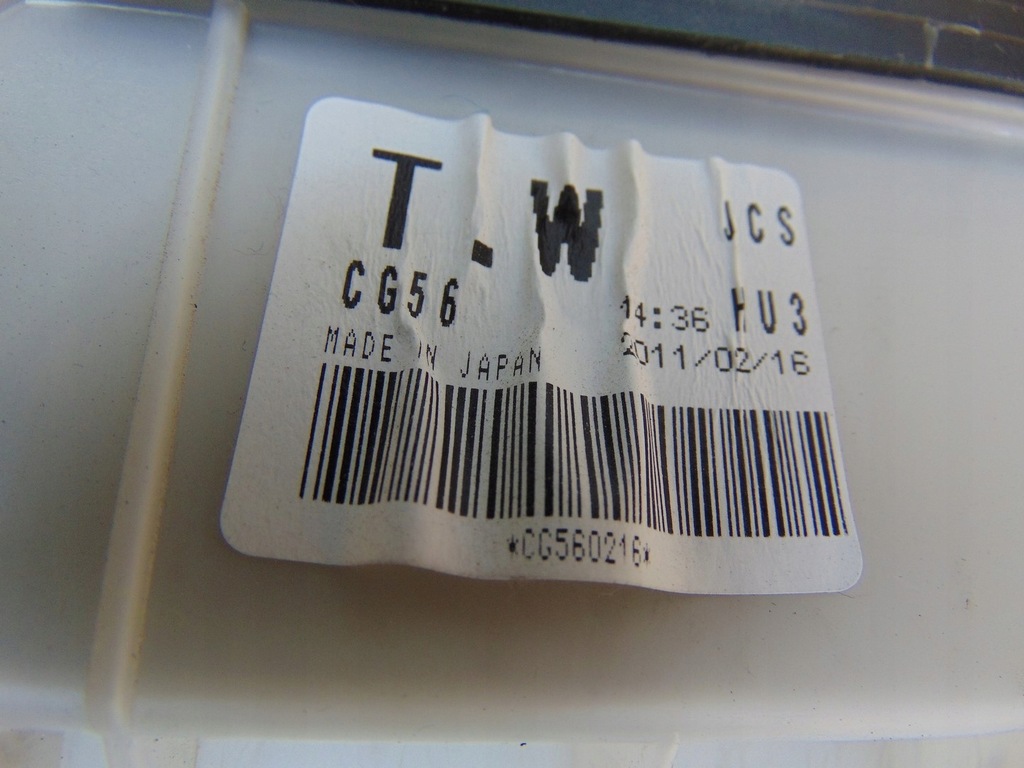 T.W JCS
CG56 14:36 HU3
MADE IN JAPAN 2011/02/16
*CG560216*